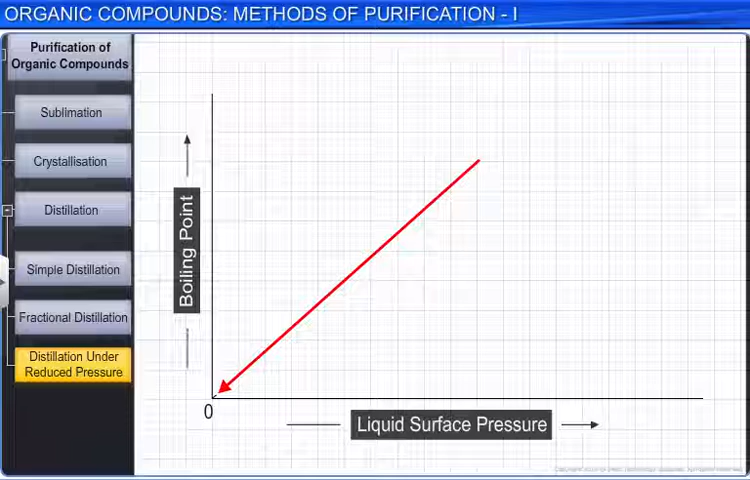 ORGANIC COMPOUNDS: METHODS OF PURIFICATION - I
Purification of
Organic Compounds
Sublimation
Crystallisation
Distillation
Simple Distillation
Fractional Distillation
Distillation Under
Reduced Pressure
Boiling Point
0
Liquid Surface Pressure